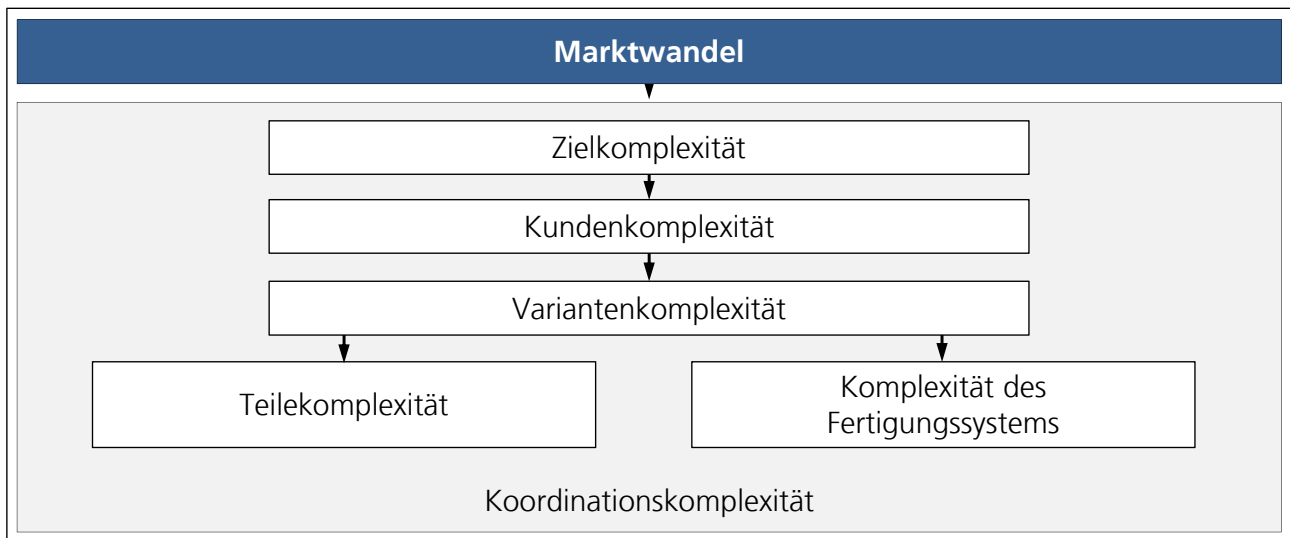 Marktwandel
Zielkomplexität
Kundenkomplexität
Variantenkomplexität
Teilekomplexität
Komplexität des
Fertigungssystems
Koordinationskomplexität